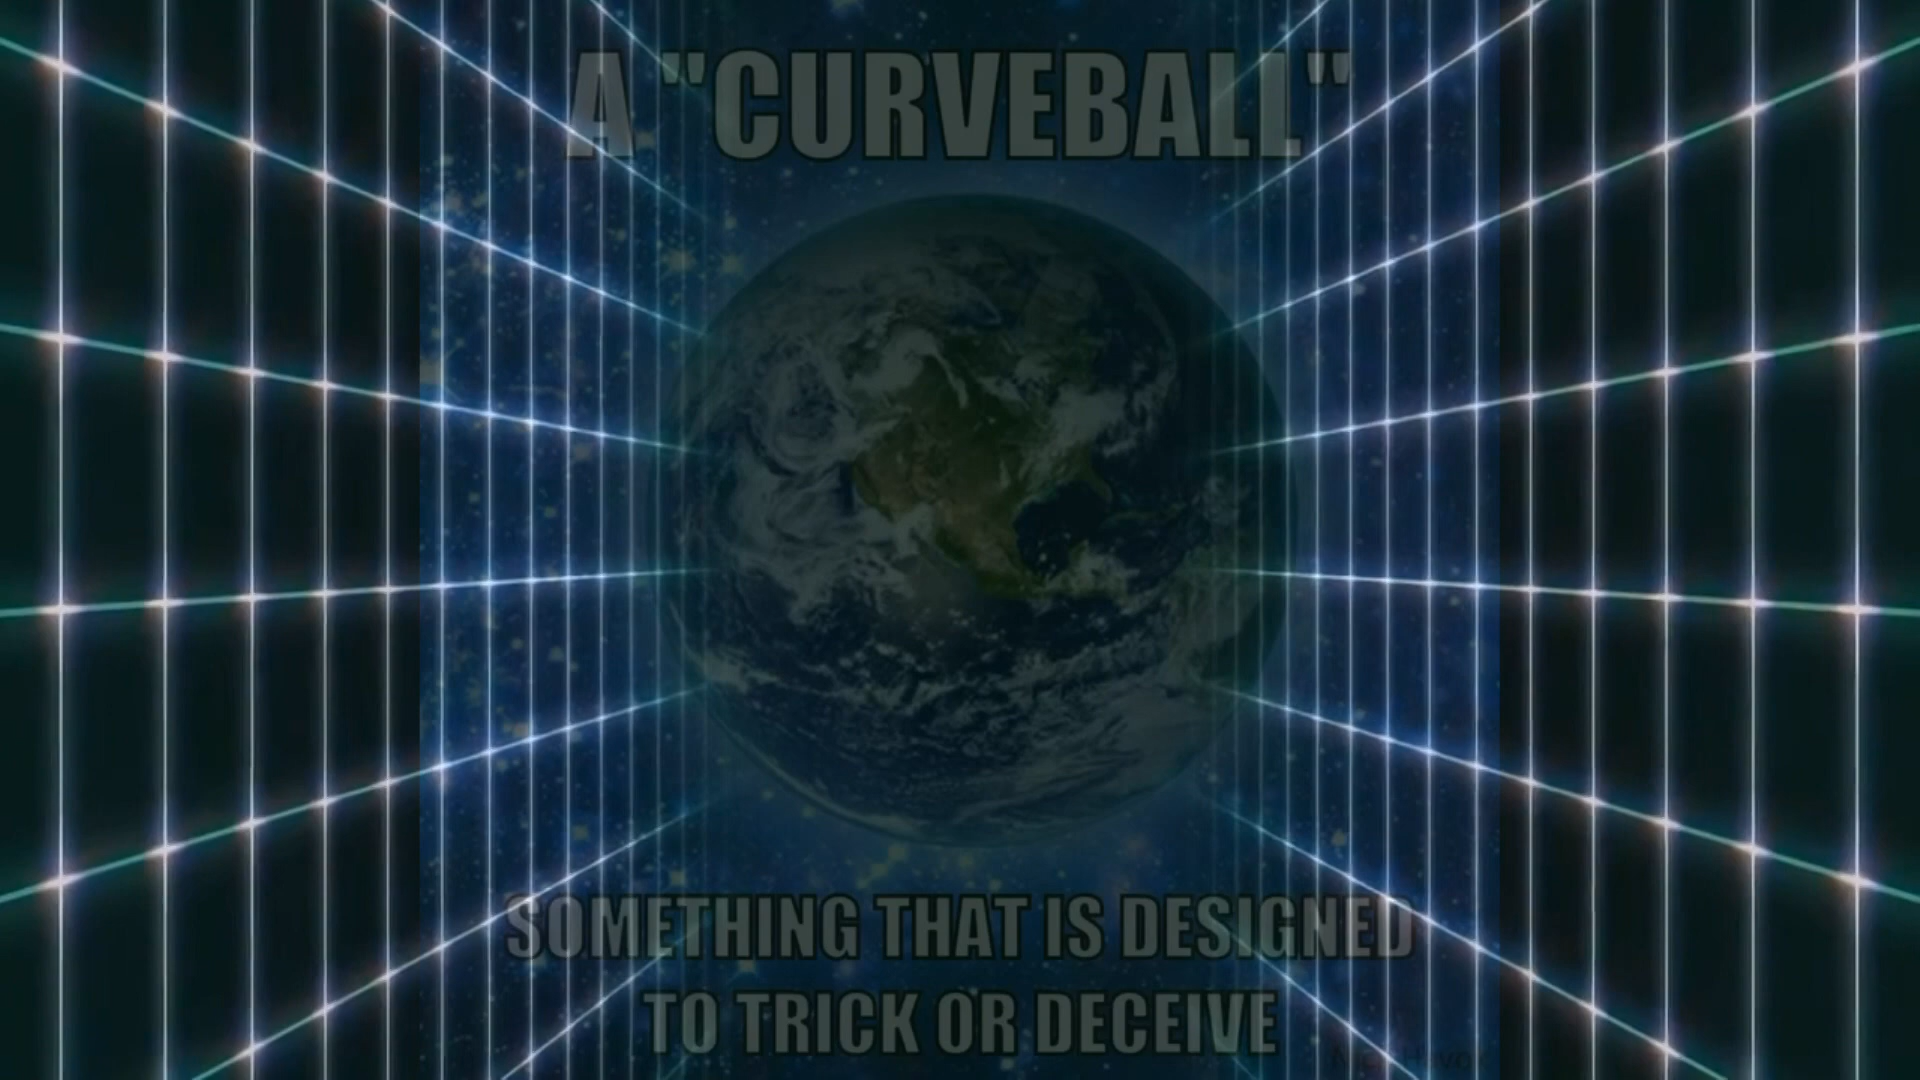 A "CURVEBALL"
SOMETHING THAT IS DESIGNED
TO TRICK OR DECEIVE